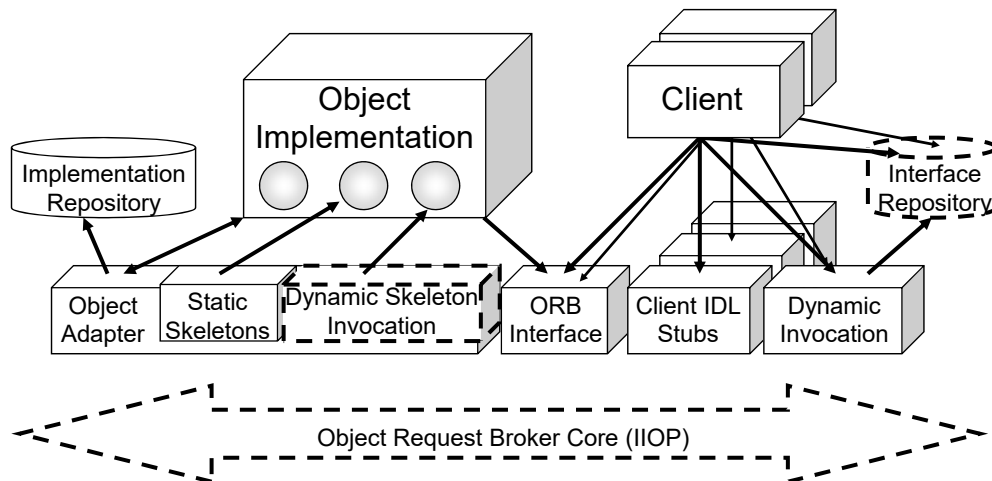 Object
Implementation
Client
Implementation
Repository
Interface
Repository
Object
Adapter
Static
Skeletons
Dynamic Skeleton
Invocation
ORB
Interface
Client IDL
Stubs
Dynamic
Invocation
Object Request Broker Core (IIOP)